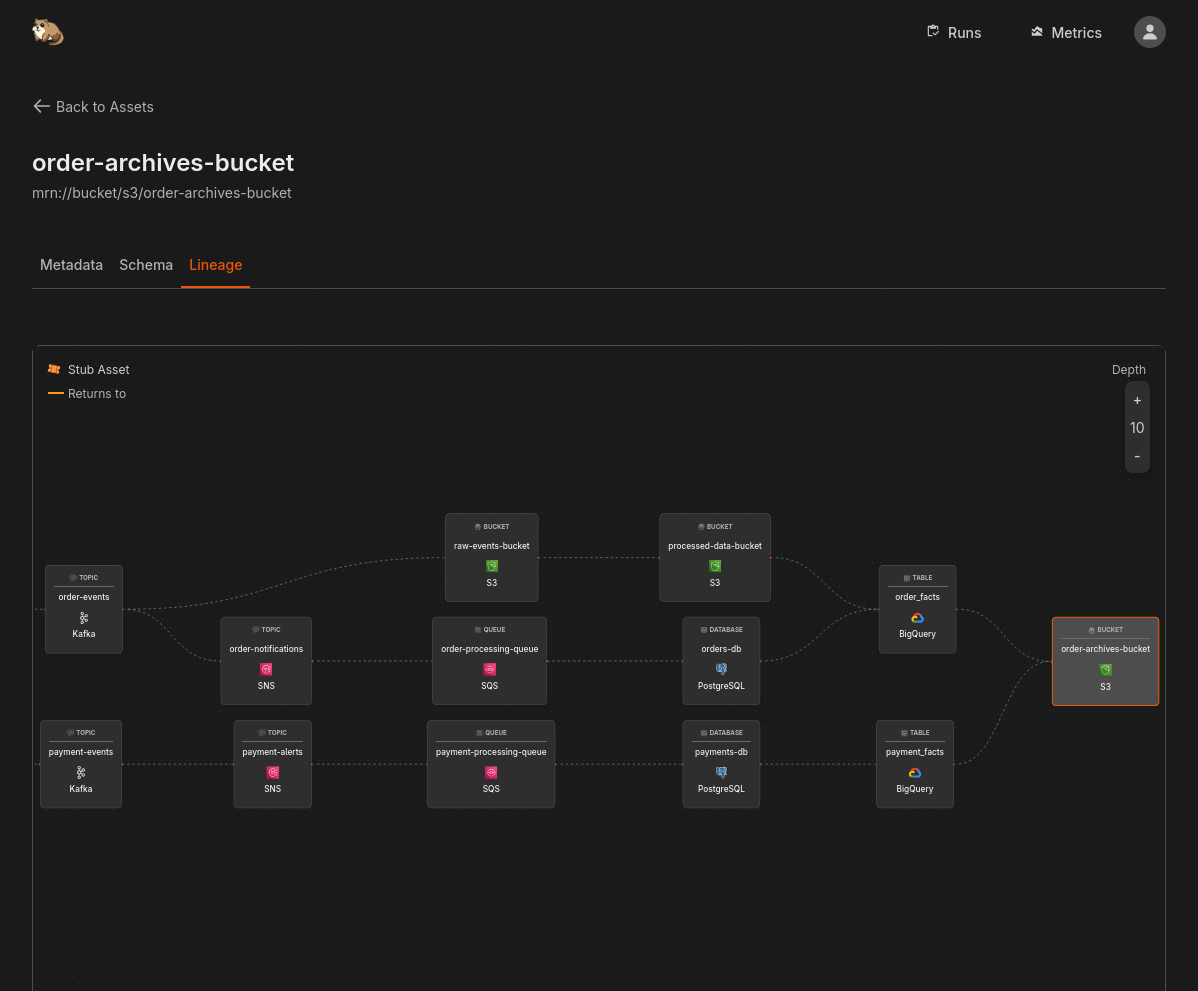 Runs
Metrics
Back to Assets
order-archives-bucket
mrn://bucket/s3/order-archives-bucket
Metadata
Schema
Lineage
Stub Asset
Returns to
Depth
+
10
-
BUCKET
raw-events-bucket
S3
BUCKET
processed-data-bucket
S3
TOPIC
order-events
Kafka
TABLE
order_facts
BigQuery
TOPIC
order-notifications
SNS
QUEUE
order-processing-queue
SQS
DATABASE
orders-db
PostgreSQL
BUCKET
order-archives-bucket
S3
TOPIC
payment-events
Kafka
TOPIC
payment-alerts
SNS
QUEUE
payment-processing-queue
SQS
DATABASE
payments-db
PostgreSQL
TABLE
payment_facts
BigQuery